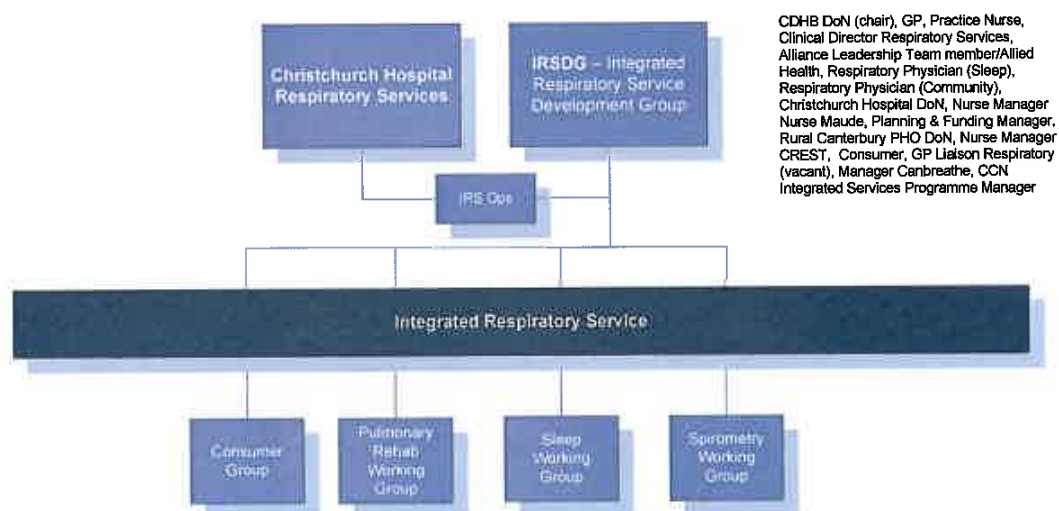 Christchurch Hospital
Respiratory Services
IRSDG – Integrated
Respiratory Service
Development Group
CDHB DoN (chair), GP, Practice Nurse,
Clinical Director Respiratory Services,
Alliance Leadership Team member/Allied
Health, Respiratory Physician (Sleep),
Respiratory Physician (Community),
Christchurch Hospital DoN, Nurse Manager
Nurse Maude, Planning & Funding Manager,
Rural Canterbury PHO DoN, Nurse Manager
CREST, Consumer, GP Liaison Respiratory
(vacant), Manager Canbreathe, CCN
Integrated Services Programme Manager
IRS Ops
Integrated Respiratory Service
Consumer
Group
Pulmonary
Rehab
Working
Group
Sleep
Working
Group
Spirometry
Working
Group